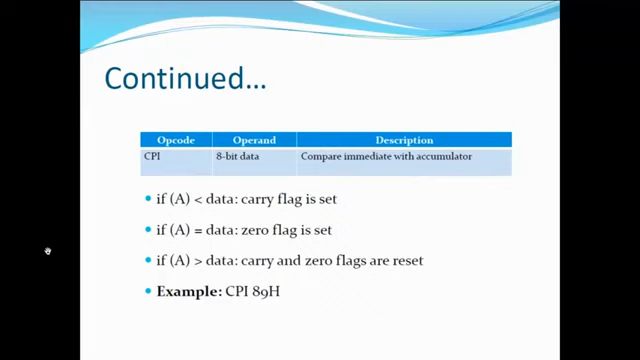 Continued...
Opcode Operand Description
CPI 8-bit data Compare immediate with accumulator
• if (A) < data: carry flag is set
• if (A) = data: zero flag is set
• if (A) > data: carry and zero flags are reset
• Example: CPI 89H